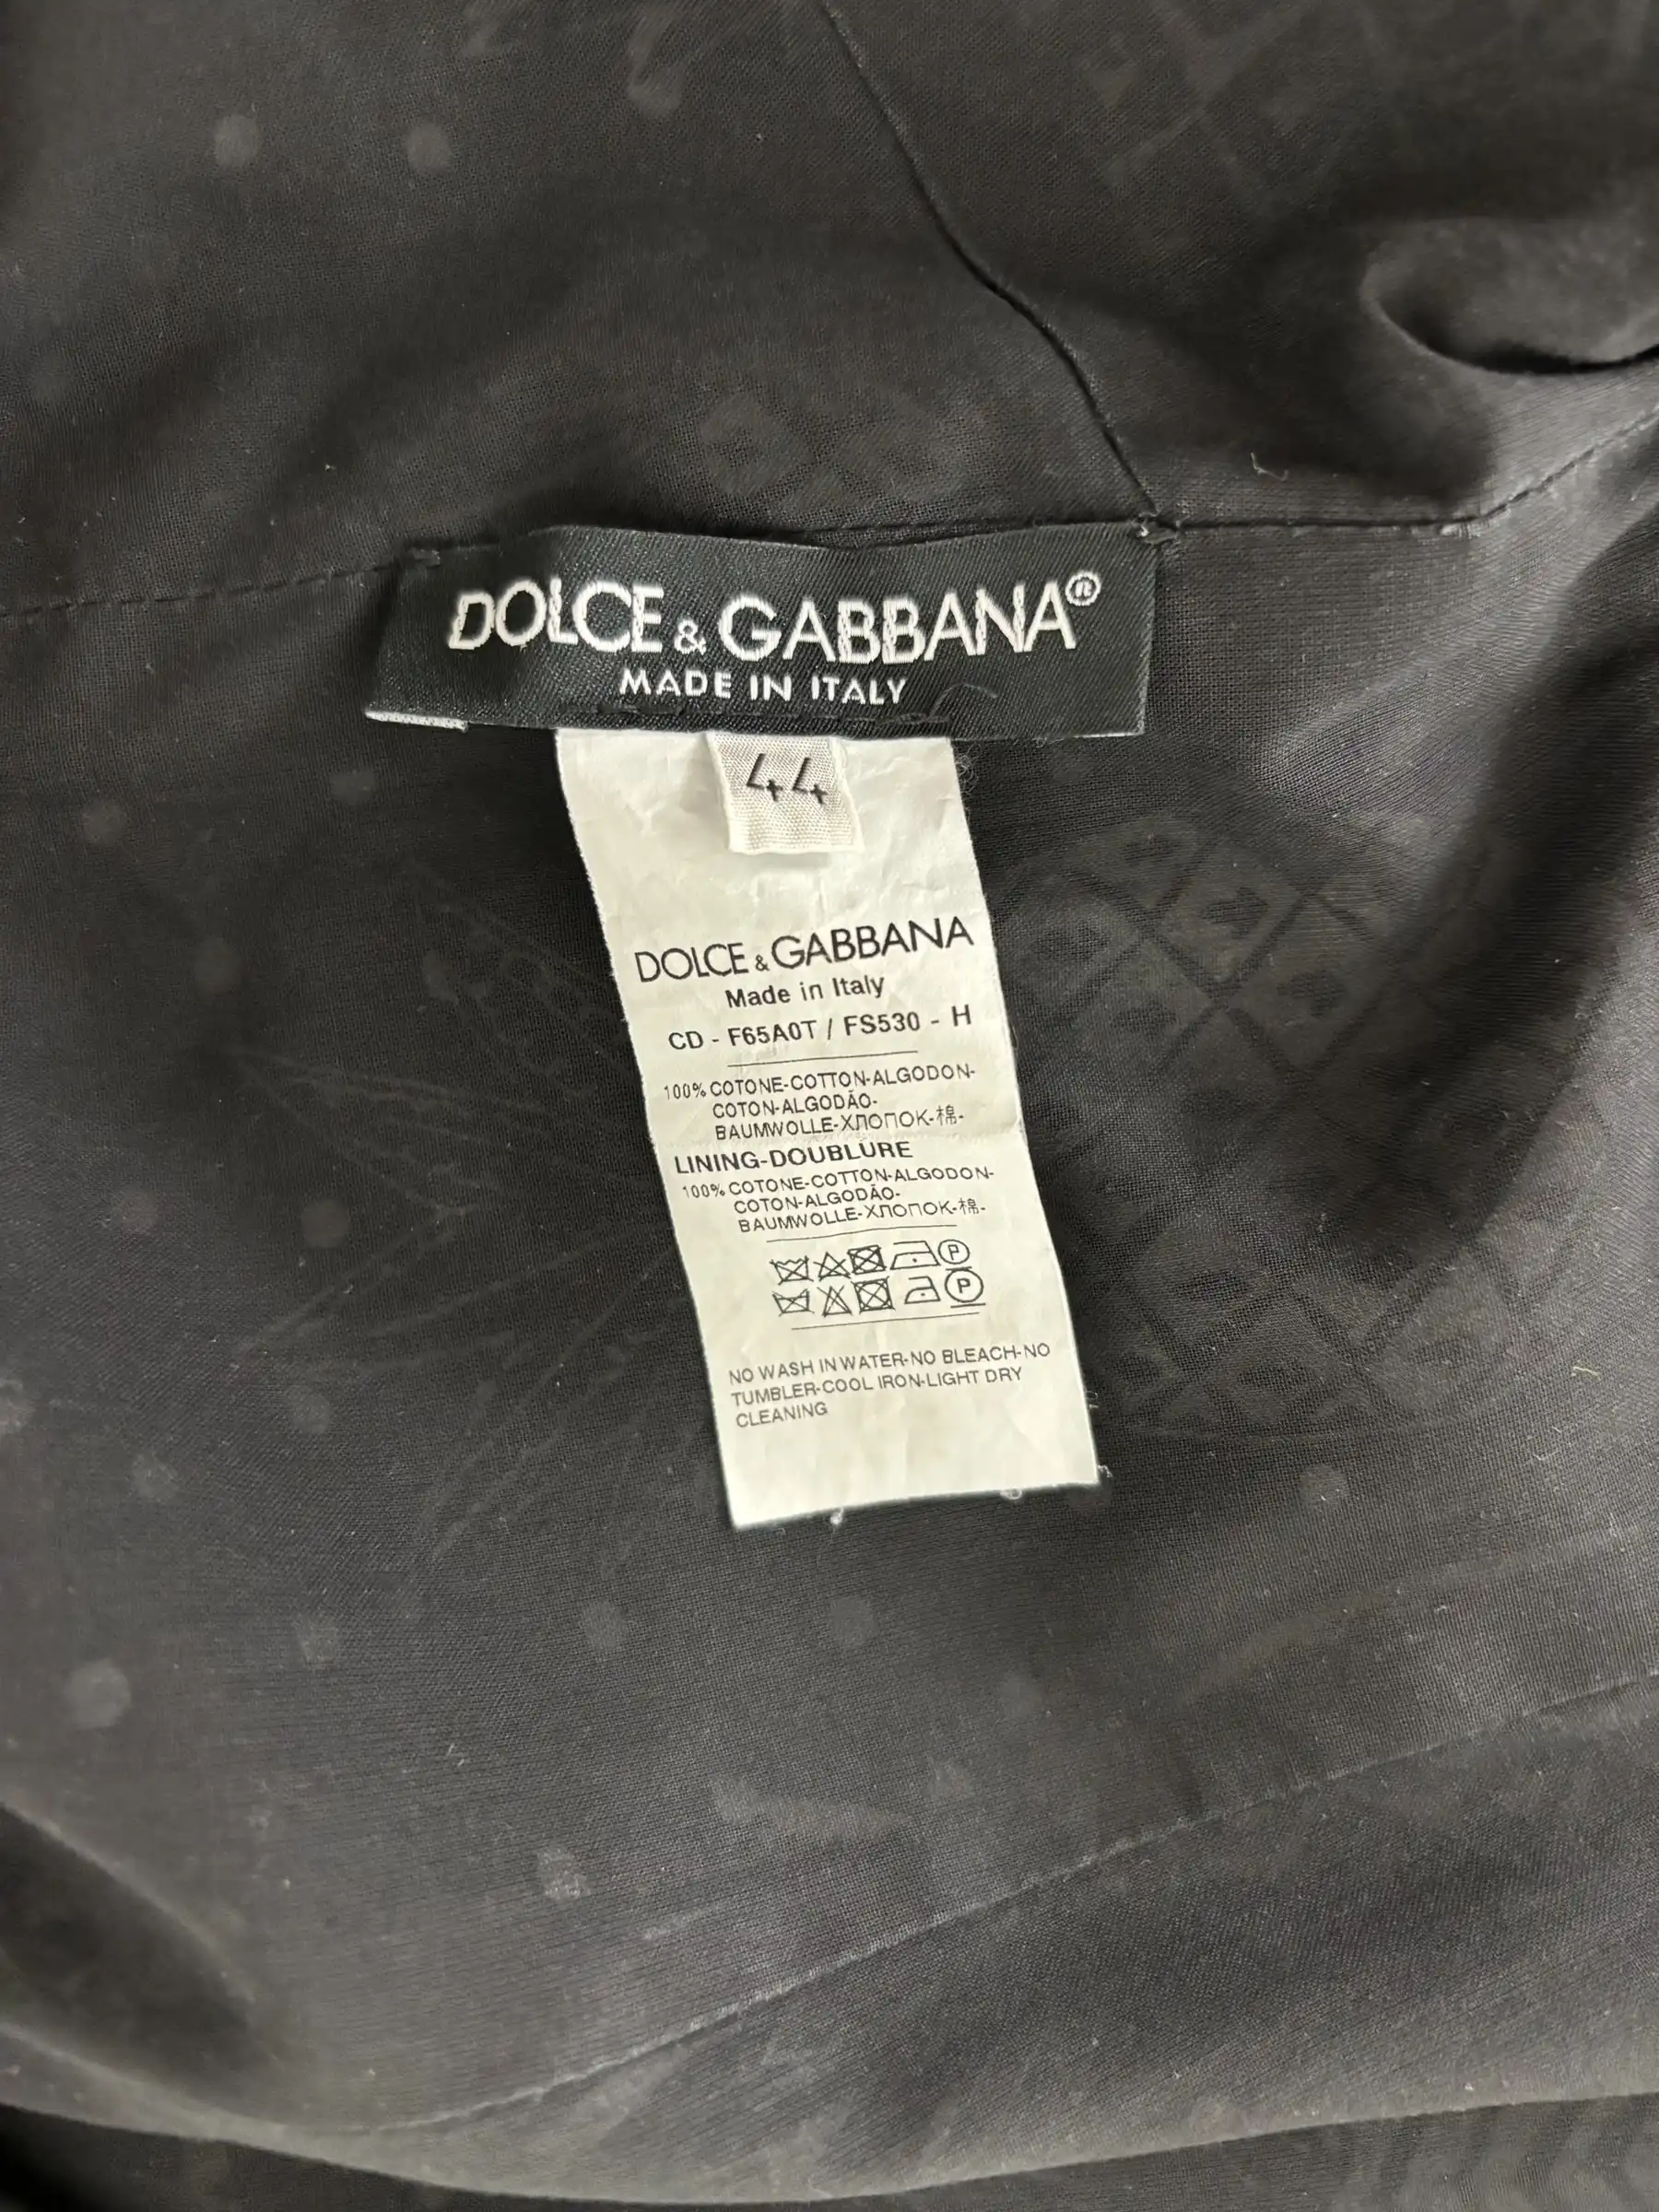 DOLCE & GABBANA®
MADE IN ITALY
44
DOLCE & GABBANA
Made in Italy
CD - F65A0T / FS530 - H
100% COTONE-COTTON-ALGODON-
COTON-ALGODÃO-
BAUMWOLLE-ХЛОПОК-棉-
LINING-DOUBLURE
100% COTONE-COTTON-ALGODON-
COTON-ALGODÃO-
BAUMWOLLE-ХЛОПОК-棉-
P
P
NO WASH IN WATER-NO BLEACH-NO
TUMBLER-COOL IRON-LIGHT DRY
CLEANING